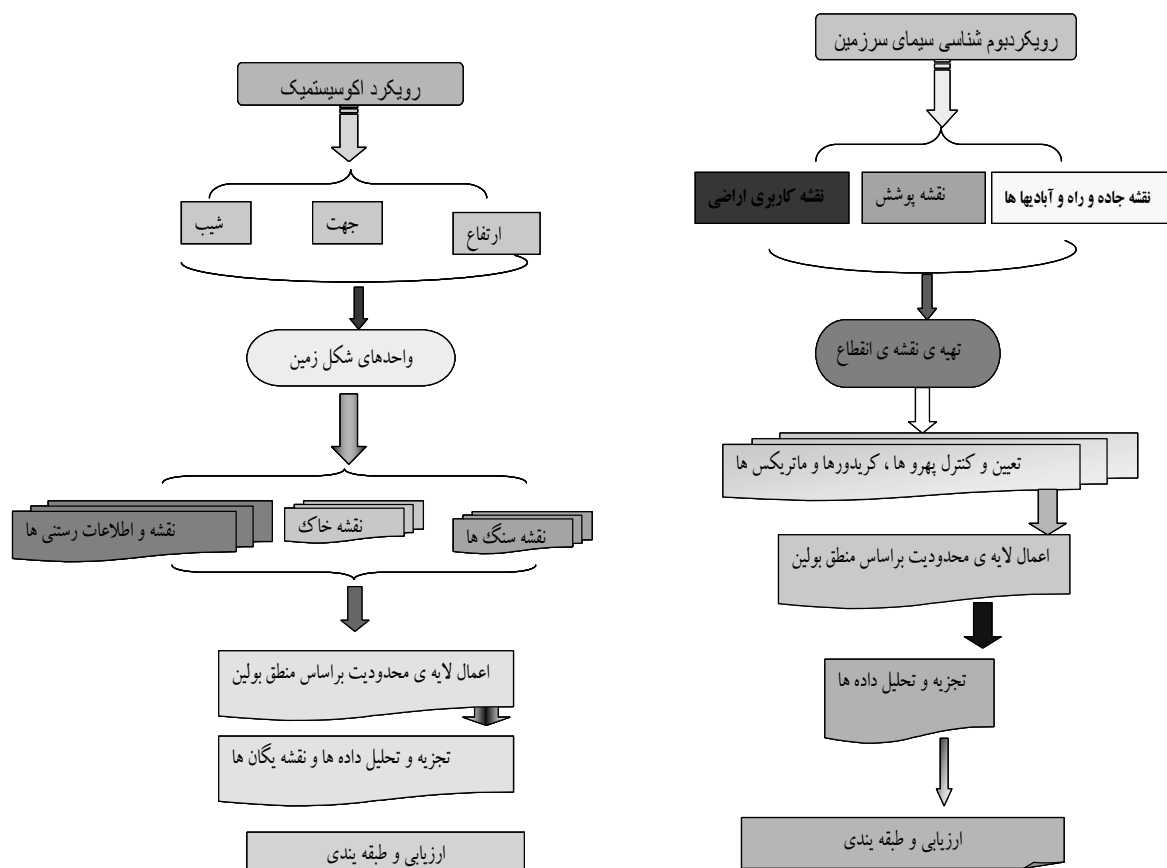 رویکردبوم شناسی سیمای سرزمین
نقشه جاده و راه و آبادیها ها
نقشه پوشش
نقشه کاربری اراضی
تهیه ی نقشه ی انقطاع
تعیین و کنترل پهرو ها ، کریدورها و ماتریکس ها
اعمال لایه ی محدودیت براساس منطق بولین
تجزیه و تحلیل داده ها
ارزیابی و طبقه یندی
رویکرد اکوسیستمیک
ارتفاع
جهت
شیب
واحدهای شکل زمین
نقشه سنگ ها
نقشه خاک
نقشه و اطلاعات رستنی ها
اعمال لایه ی محدودیت براساس منطق بولین
تجزیه و تحلیل داده ها و نقشه یگان ها
ارزیابی و طبقه یندی